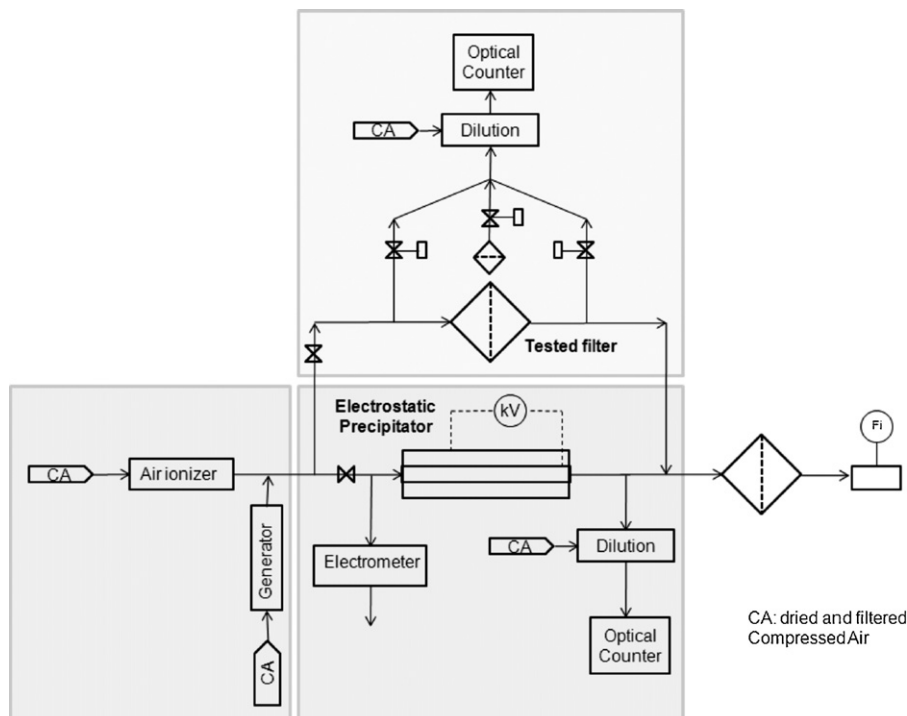 Optical
Counter
CA
Dilution
Tested filter
Electrostatic
Precipitator
kV
Fi
CA
Air ionizer
Generator
CA
Electrometer
CA
Dilution
Optical
Counter
CA: dried and filtered
Compressed Air